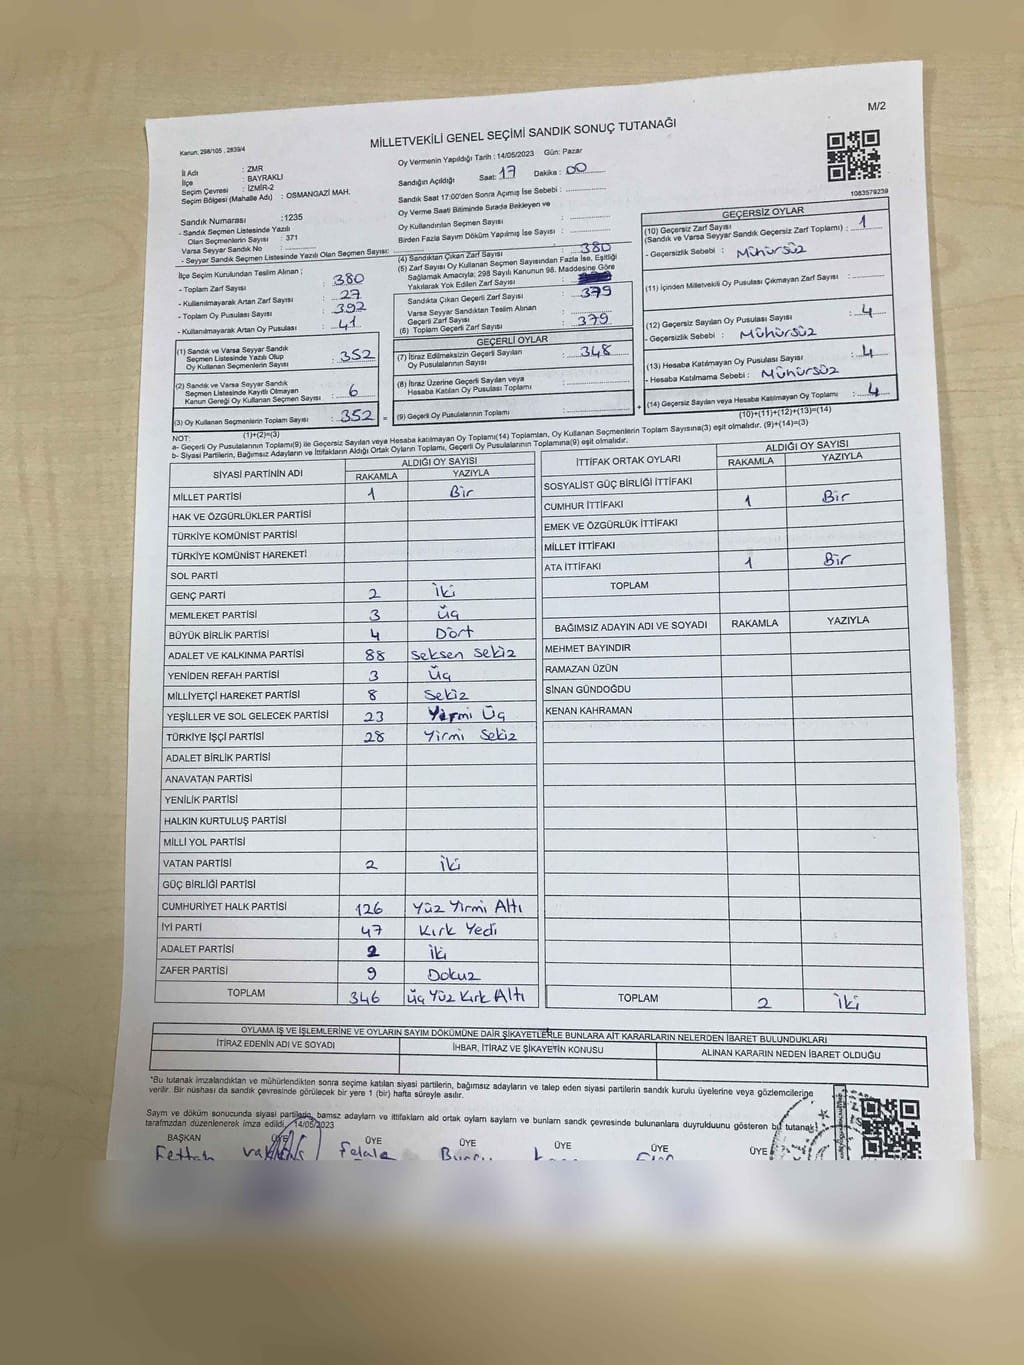 M/2
MİLLETVEKİLİ GENEL SEÇİMİ SANDIK SONUÇ TUTANAĞI
Kanun: 298/105 , 2839/4
Oy Vermenin Yapıldığı Tarih : 14/05/2023 Gün: Pazar
İl Adı : ZMR
İlçe : BAYRAKLI
Seçim Çevresi : İZMİR-2
Seçim Bölgesi (Mahalle Adı) : OSMANGAZİ MAH.
Sandık Numarası :1235
- Sandık Seçmen Listesinde Yazılı
Olan Seçmenlerin Sayısı : 371
Varsa Seyyar Sandık No :
- Seyyar Sandık Seçmen Listesinde Yazılı Olan Seçmen Sayısı:
İlçe Seçim Kurulundan Teslim Alınan ;
- Toplam Zarf Sayısı : 380
- Kullanılmayarak Artan Zarf Sayısı : 27
- Toplam Oy Pusulası Sayısı : 392
- Kullanılmayarak Artan Oy Pusulası : 41
(1) Sandık ve Varsa Seyyar Sandık
Seçmen Listesinde Yazılı Olup
Oy Kullanan Seçmenlerin Sayısı : 352
(2) Sandık ve Varsa Seyyar Sandık
Seçmen Listesinde Kayıtlı Olmayan
Kanun Gereği Oy Kullanan Seçmen Sayısı : 6
(3) Oy Kullanan Seçmenlerin Toplam Sayısı : 352 =
(1)+(2)=(3)
Sandığın Açıldığı Saat: 17 Dakika : 00
Sandık Saat 17:00'den Sonra Açımış İse Sebebi :
Oy Verme Saati Bitiminde Sırada Bekleyen ve
Oy Kullandırılan Seçmen Sayısı :
Birden Fazla Sayım Döküm Yapılmış İse Sayısı :
(4) Sandıktan Çıkan Zarf Sayısı : 380
(5) Zarf Sayısı Oy Kullanan Seçmen Sayısından Fazla İse, Eşitliği
Sağlamak Amacıyla; 298 Sayılı Kanunun 98. Maddesine Göre
Yakılarak Yok Edilen Zarf Sayısı :
Sandıkta Çıkan Geçerli Zarf Sayısı : 379
Varsa Seyyar Sandıktan Teslim Alınan
Geçerli Zarf Sayısı :
(6) Toplam Geçerli Zarf Sayısı : 379
GEÇERLİ OYLAR
(7) İtiraz Edilmeksizin Geçerli Sayılan
Oy Pusulalarının Sayısı : 348
(8) İtiraz Üzerine Geçerli Sayılan veya
Hesaba Katılan Oy Pusulası Toplamı :
(9) Geçerli Oy Pusulalarının Toplamı : +
1083579239
GEÇERSİZ OYLAR
(10) Geçersiz Zarf Sayısı
(Sandık ve Varsa Seyyar Sandık Geçersiz Zarf Toplamı) : 1
- Geçersizlik Sebebi : Mühürsüz
(11) İçinden Milletvekili Oy Pusulası Çıkmayan Zarf Sayısı :
(12) Geçersiz Sayılan Oy Pusulası Sayısı : 4
- Geçersizlik Sebebi : Mühürsüz
(13) Hesaba Katılmayan Oy Pusulası Sayısı : 4
- Hesaba Katılmama Sebebi : Mühürsüz
(14) Geçersiz Sayılan veya Hesaba Katılmayan Oy Toplamı : 4
(10)+(11)+(12)+(13)=(14)
NOT:
a- Geçerli Oy Pusulalarının Toplamı(9) ile Geçersiz Sayılan veya Hesaba katılmayan Oy Toplamı(14) Toplamları, Oy Kullanan Seçmenlerin Toplam Sayısına(3) eşit olmalıdır. (9)+(14)=(3)
b- Siyasi Partilerin, Bağımsız Adayların ve İttifakların Aldığı Ortak Oyların Toplamı, Geçerli Oy Pusulalarının Toplamına(9) eşit olmalıdır.
SİYASİ PARTİNİN ADI ALDIĞI OY SAYISI
RAKAMLA YAZIYLA
MİLLET PARTİSİ 1 Bir
HAK VE ÖZGÜRLÜKLER PARTİSİ
TÜRKİYE KOMÜNİST PARTİSİ
TÜRKİYE KOMÜNİST HAREKETİ
SOL PARTİ
GENÇ PARTİ 2 İki
MEMLEKET PARTİSİ 3 Üç
BÜYÜK BİRLİK PARTİSİ 4 Dört
ADALET VE KALKINMA PARTİSİ 88 Seksen Sekiz
YENİDEN REFAH PARTİSİ 3 Üç
MİLLİYETÇİ HAREKET PARTİSİ 8 Sekiz
YEŞİLLER VE SOL GELECEK PARTİSİ 23 Yirmi Üç
TÜRKİYE İŞÇİ PARTİSİ 28 Yirmi Sekiz
ADALET BİRLİK PARTİSİ
ANAVATAN PARTİSİ
YENİLİK PARTİSİ
HALKIN KURTULUŞ PARTİSİ
MİLLİ YOL PARTİSİ
VATAN PARTİSİ 2 İki
GÜÇ BİRLİĞİ PARTİSİ
CUMHURİYET HALK PARTİSİ 126 Yüz Yirmi Altı
İYİ PARTİ 47 Kırk Yedi
ADALET PARTİSİ 2 İki
ZAFER PARTİSİ 9 Dokuz
TOPLAM 346 Üç Yüz Kırk Altı
İTTİFAK ORTAK OYLARI ALDIĞI OY SAYISI
RAKAMLA YAZIYLA
SOSYALIST GÜÇ BİRLİĞİ İTTİFAKI
CUMHUR İTTİFAKI 1 Bir
EMEK VE ÖZGÜRLÜK İTTİFAKI
MİLLET İTTİFAKI
ATA İTTİFAKI 1 Bir
TOPLAM
BAĞIMSIZ ADAYIN ADI VE SOYADI RAKAMLA YAZIYLA
MEHMET BAYINDIR
RAMAZAN ÜZÜN
SİNAN GÜNDOĞDU
KENAN KAHRAMAN
TOPLAM 2 İki
OYLAMA İŞ VE İŞLEMLERİNE VE OYLARIN SAYIM DÖKÜMÜNE DAİR ŞİKAYETLERLE BUNLARA AİT KARARLARIN NELERDEN İBARET BULUNDUKLARI
İTİRAZ EDENİN ADI VE SOYADI İHBAR, İTİRAZ VE ŞİKAYETİN KONUSU ALINAN KARARIN NEDEN İBARET OLDUĞU
*Bu tutanak imzalandıktan ve mühürlendikten sonra seçime katılan siyasi partilerin, bağımsız adayların ve talep eden siyasi partilerin sandık kurulu üyelerine veya gözlemcilerine
verilir. Bir nüshası da sandık çevresinde görülecek bir yere 1 (bir) hafta süreyle asılır.
Sayım ve döküm sonucunda siyasi partilerin, bamsz adaylarn ve ittifaklarn ald ortak oylarn saylarn ve bunlarn sandk çevresinde bulunanlara duyrulduunu gösteren bu tutanak
tarafmızdan düzenlenerek imza edildi. 14/05/2023
BAŞKAN ÜYE ÜYE ÜYE ÜYE ÜYE ÜYE
Fettah